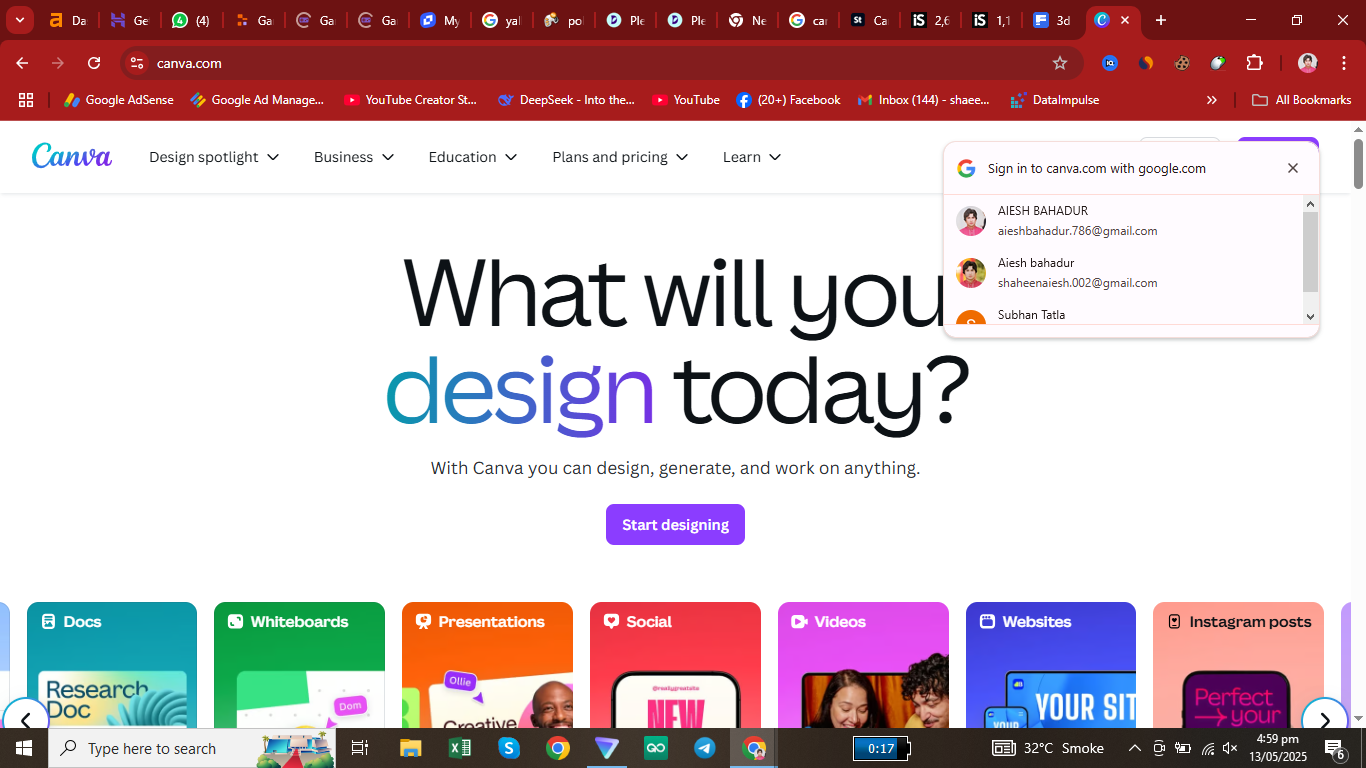 Da
Ge
(4)
Ga
Ga
Ga
My
yal
pol
Ple
Ple
Ne
car
Ca
2,6
1,1
3d
canva.com
Google AdSense
Google Ad Manage...
YouTube Creator St...
DeepSeek - Into the...
YouTube
(20+) Facebook
Inbox (144) - shaee...
DataImpulse
All Bookmarks
Canva
Design spotlight
Business
Education
Plans and pricing
Learn
Sign in to canva.com with google.com
AIESH BAHADUR
aieshbahadur.786@gmail.com
Aiesh bahadur
shaheenaiesh.002@gmail.com
Subhan Tatla
What will you
design today?
With Canva you can design, generate, and work on anything.
Start designing
Docs
Whiteboards
Presentations
Social
Videos
Websites
Instagram posts
Research
Doc
Dom
Ollie
Creative
@reallygreatsite
NEW
YOUR SIT
Perfect
your
Type here to search
0:17
32°C Smoke
4:59 pm
13/05/2025
6